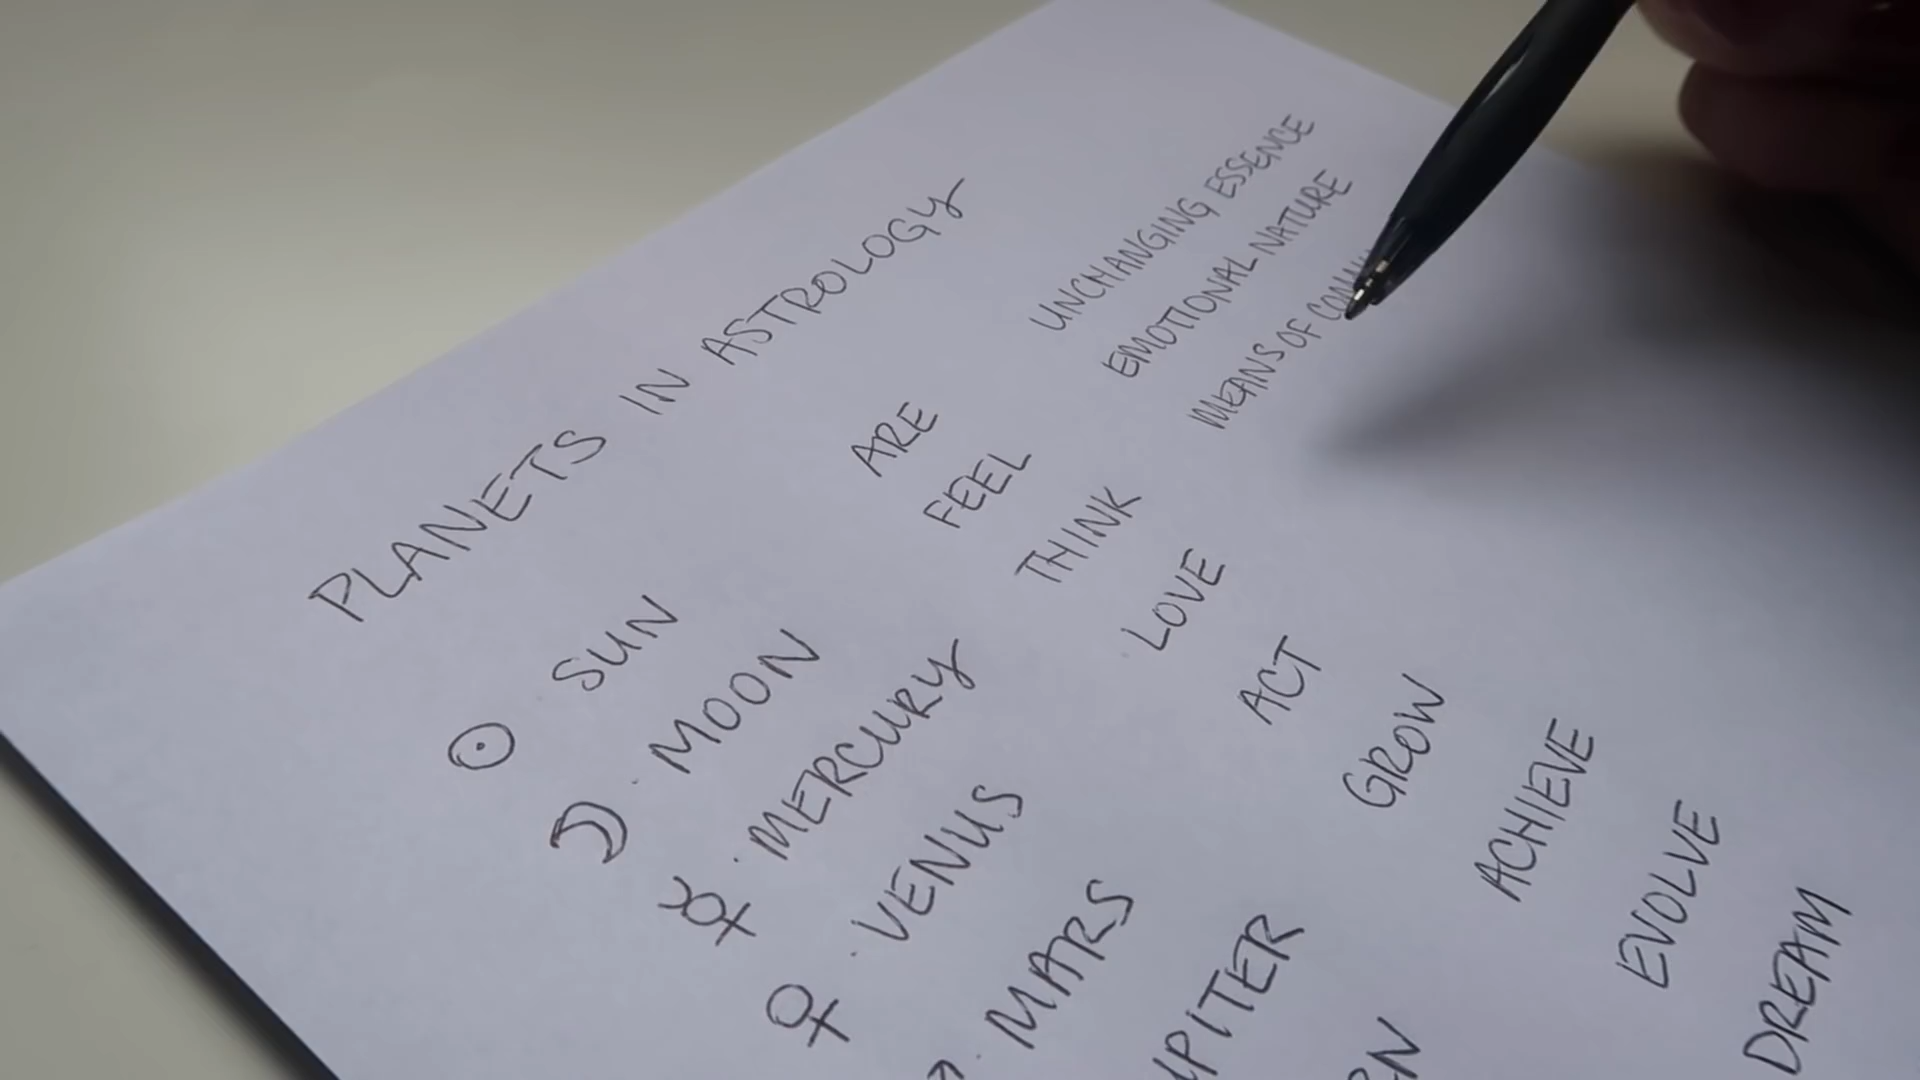 PLANETS IN ASTROLOGY
☉ SUN ARE UNCHANGING ESSENCE
☽ MOON FEEL EMOTIONAL NATURE
☿ MERCURY THINK MEANS OF
♀ VENUS LOVE
MARS ACT
GROW
ACHIEVE
EVOLVE
DREAM